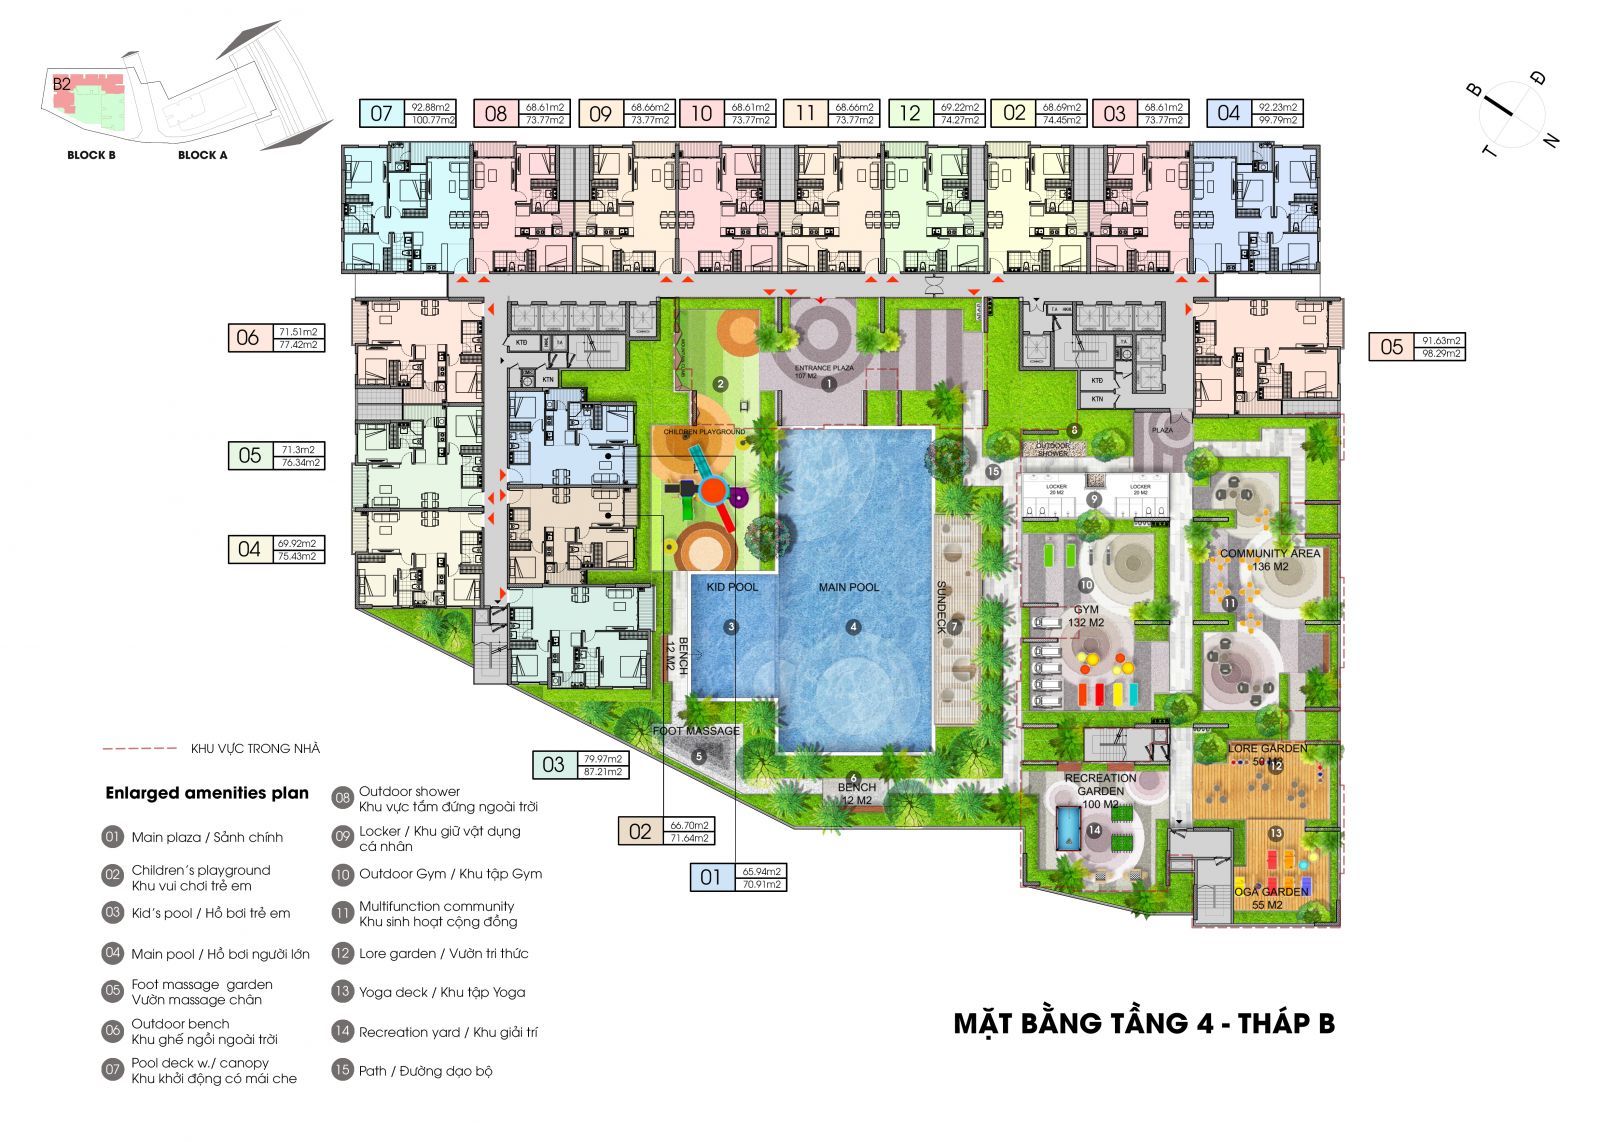 B2
BLOCK B
BLOCK A
B
Đ
T
N
07
92.88m2
100.77m2
08
68.61m2
73.77m2
09
68.66m2
73.77m2
10
68.61m2
73.77m2
11
68.66m2
73.77m2
12
69.22m2
74.27m2
02
68.69m2
74.45m2
03
68.61m2
73.77m2
04
92.23m2
99.79m2
06
71.51m2
77.42m2
05
91.63m2
98.29m2
05
71.3m2
76.34m2
04
69.92m2
75.43m2
KTĐ
TA
KTN
TA
TA
KTĐ
KTN
ENTRANCE PLAZA
107 M2
1
2
CHILDREN PLAYGROUND
PLAZA
8
OUTDOOR
SHOWER
15
LOCKER
20 M2
9
LOCKER
20 M2
COMMUNITY AREA
136 M2
10
11
GYM
132 M2
KID POOL
MAIN POOL
SUNDECK
3
4
7
BENCH
12 M2
FOOT MASSAGE
5
6
BENCH
12 M2
LORE GARDEN
50 M2
12
RECREATION
GARDEN
100 M2
14
13
OGA GARDEN
55 M2
03
79.97m2
87.21m2
02
66.70m2
71.64m2
01
65.94m2
70.91m2
KHU VỰC TRONG NHÀ
Enlarged amenities plan
01 Main plaza / Sảnh chính
02 Children's playground
Khu vui chơi trẻ em
03 Kid's pool / Hồ bơi trẻ em
04 Main pool / Hồ bơi người lớn
05 Foot massage garden
Vườn massage chân
06 Outdoor bench
Khu ghế ngồi ngoài trời
07 Pool deck w./ canopy
Khu khởi động có mái che
08 Outdoor shower
Khu vực tắm đứng ngoài trời
09 Locker / Khu giữ vật dụng
cá nhân
10 Outdoor Gym / Khu tập Gym
11 Multifunction community
Khu sinh hoạt cộng đồng
12 Lore garden / Vườn tri thức
13 Yoga deck / Khu tập Yoga
14 Recreation yard / Khu giải trí
15 Path / Đường dạo bộ
MẶT BẰNG TẦNG 4 - THÁP B